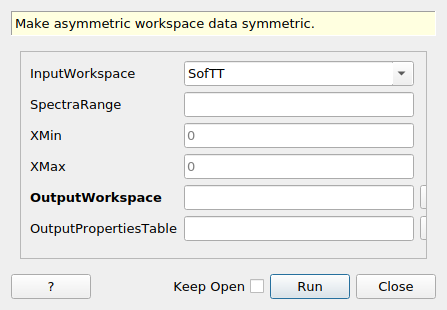 Make asymmetric workspace data symmetric.
InputWorkspace SofTT
SpectraRange
XMin 0
XMax 0
OutputWorkspace
OutputPropertiesTable
? Keep Open Run Close